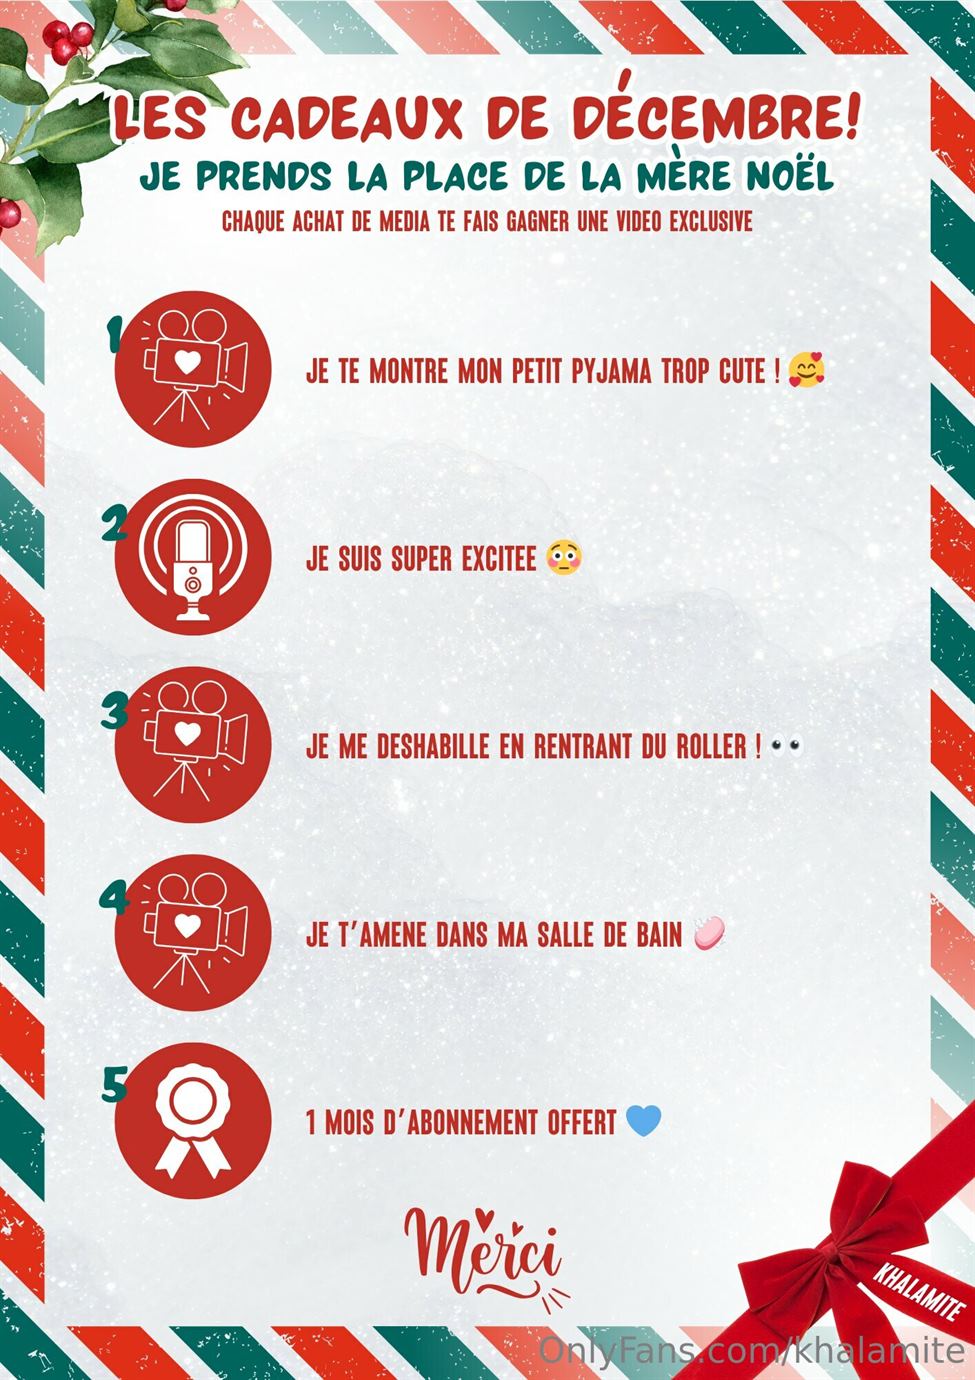 LES CADEAUX DE DÉCEMBRE!
JE PRENDS LA PLACE DE LA MÈRE NOËL
CHAQUE ACHAT DE MEDIA TE FAIS GAGNER UNE VIDEO EXCLUSIVE
1
JE TE MONTRE MON PETIT PYJAMA TROP CUTE ! 🥰
2
JE SUIS SUPER EXCITEE 😳
3
JE ME DESHABILLE EN RENTRANT DU ROLLER ! 👀
4
JE T'AMENE DANS MA SALLE DE BAIN 🧼
5
1 MOIS D'ABONNEMENT OFFERT 💙
Merci
KHALAMITE
OnlyFans.com/khalamite